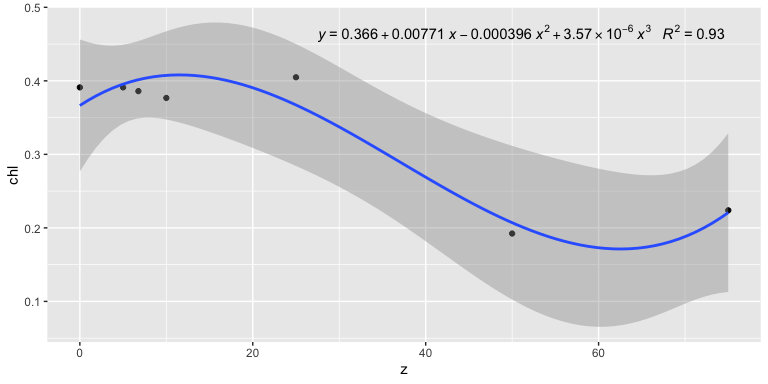 y = 0.366 + 0.00771 x − 0.000396 x² + 3.57 × 10⁻⁶ x³ R² = 0.93
0.5
0.4
0.3
0.2
0.1
chl
0 20 40 60
z